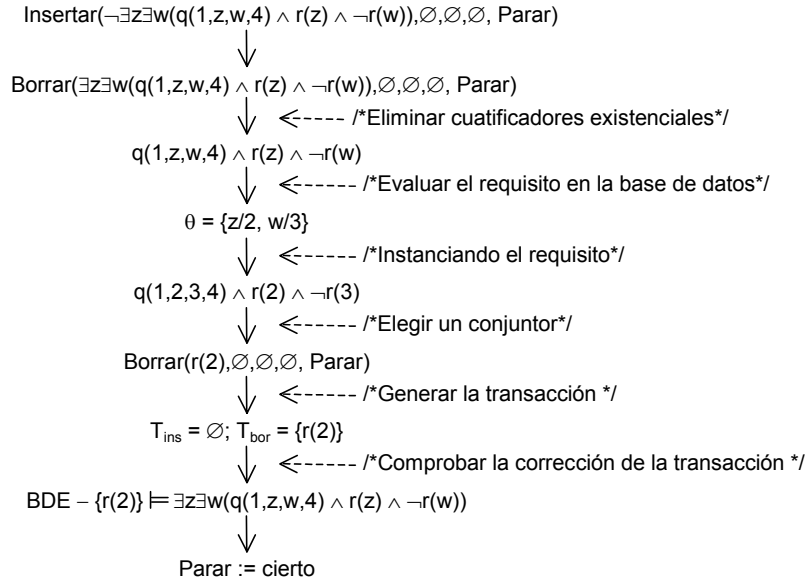 Insertar(¬∃z∃w(q(1,z,w,4) ∧ r(z) ∧ ¬r(w)),∅,∅,∅, Parar)
Borrar(∃z∃w(q(1,z,w,4) ∧ r(z) ∧ ¬r(w)),∅,∅,∅, Parar)
/*Eliminar cuatificadores existenciales*/
q(1,z,w,4) ∧ r(z) ∧ ¬r(w)
/*Evaluar el requisito en la base de datos*/
θ = {z/2, w/3}
/*Instanciando el requisito*/
q(1,2,3,4) ∧ r(2) ∧ ¬r(3)
/*Elegir un conjuntor*/
Borrar(r(2),∅,∅,∅, Parar)
/*Generar la transacción */
T_ins = ∅; T_bor = {r(2)}
/*Comprobar la corrección de la transacción */
BDE – {r(2)} ⊨ ∃z∃w(q(1,z,w,4) ∧ r(z) ∧ ¬r(w))
Parar := cierto